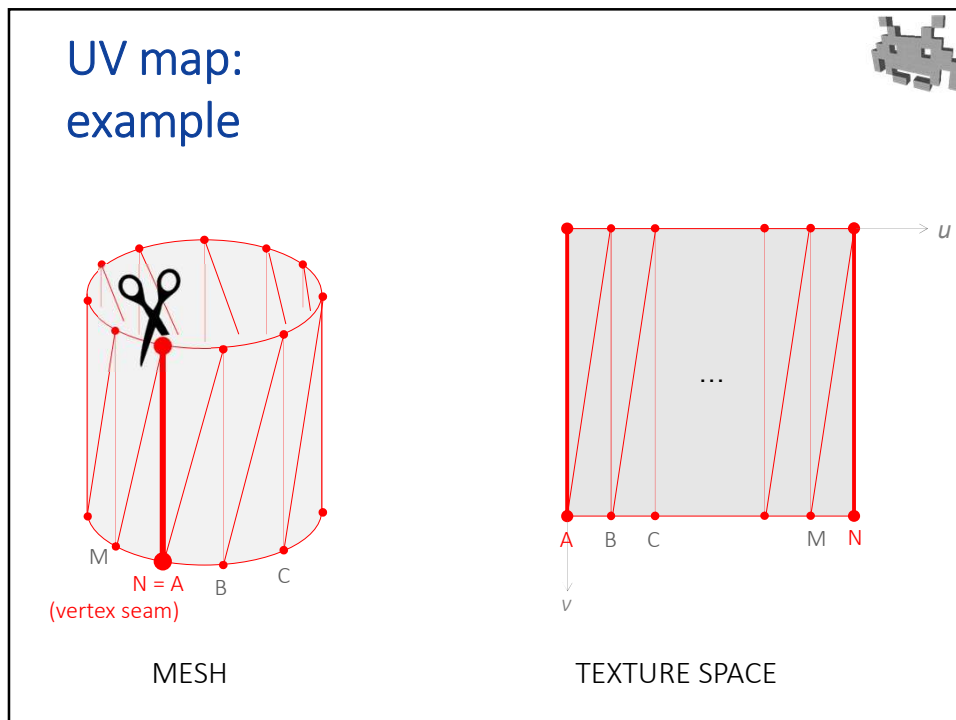 UV map:
example
u
...
M
N = A
(vertex seam)
B
C
A
B
C
M
N
v
MESH
TEXTURE SPACE